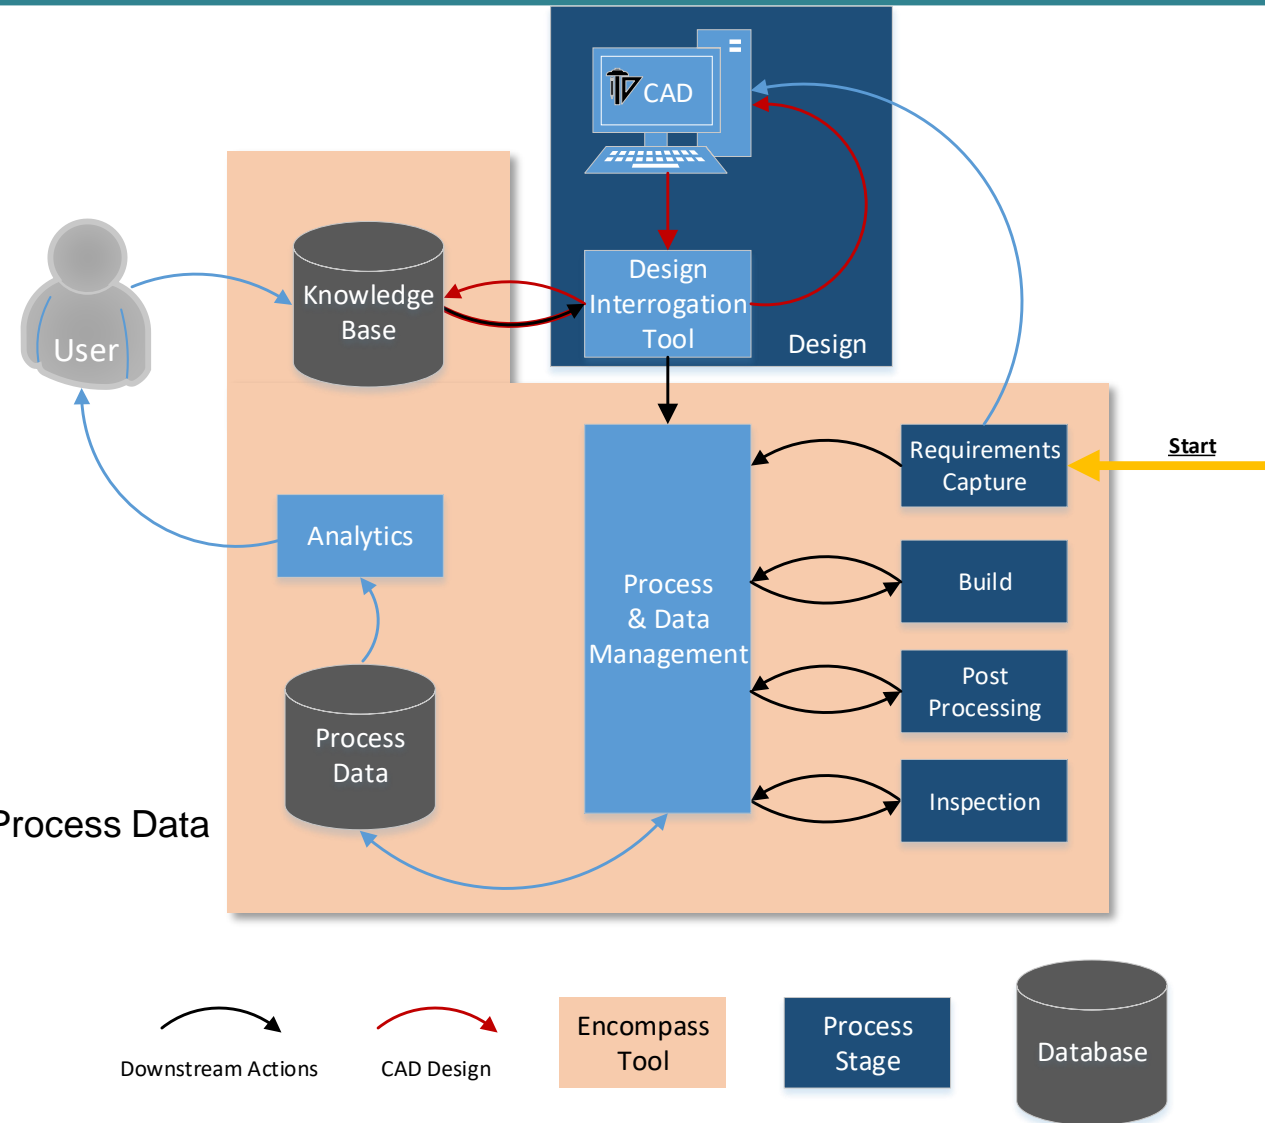 CAD
Design
Interrogation
Tool
Design
Knowledge
Base
User
Start
Requirements
Capture
Analytics
Process
& Data
Management
Build
Post
Processing
Process
Data
Inspection
Process Data
Downstream Actions
CAD Design
Encompass
Tool
Process
Stage
Database